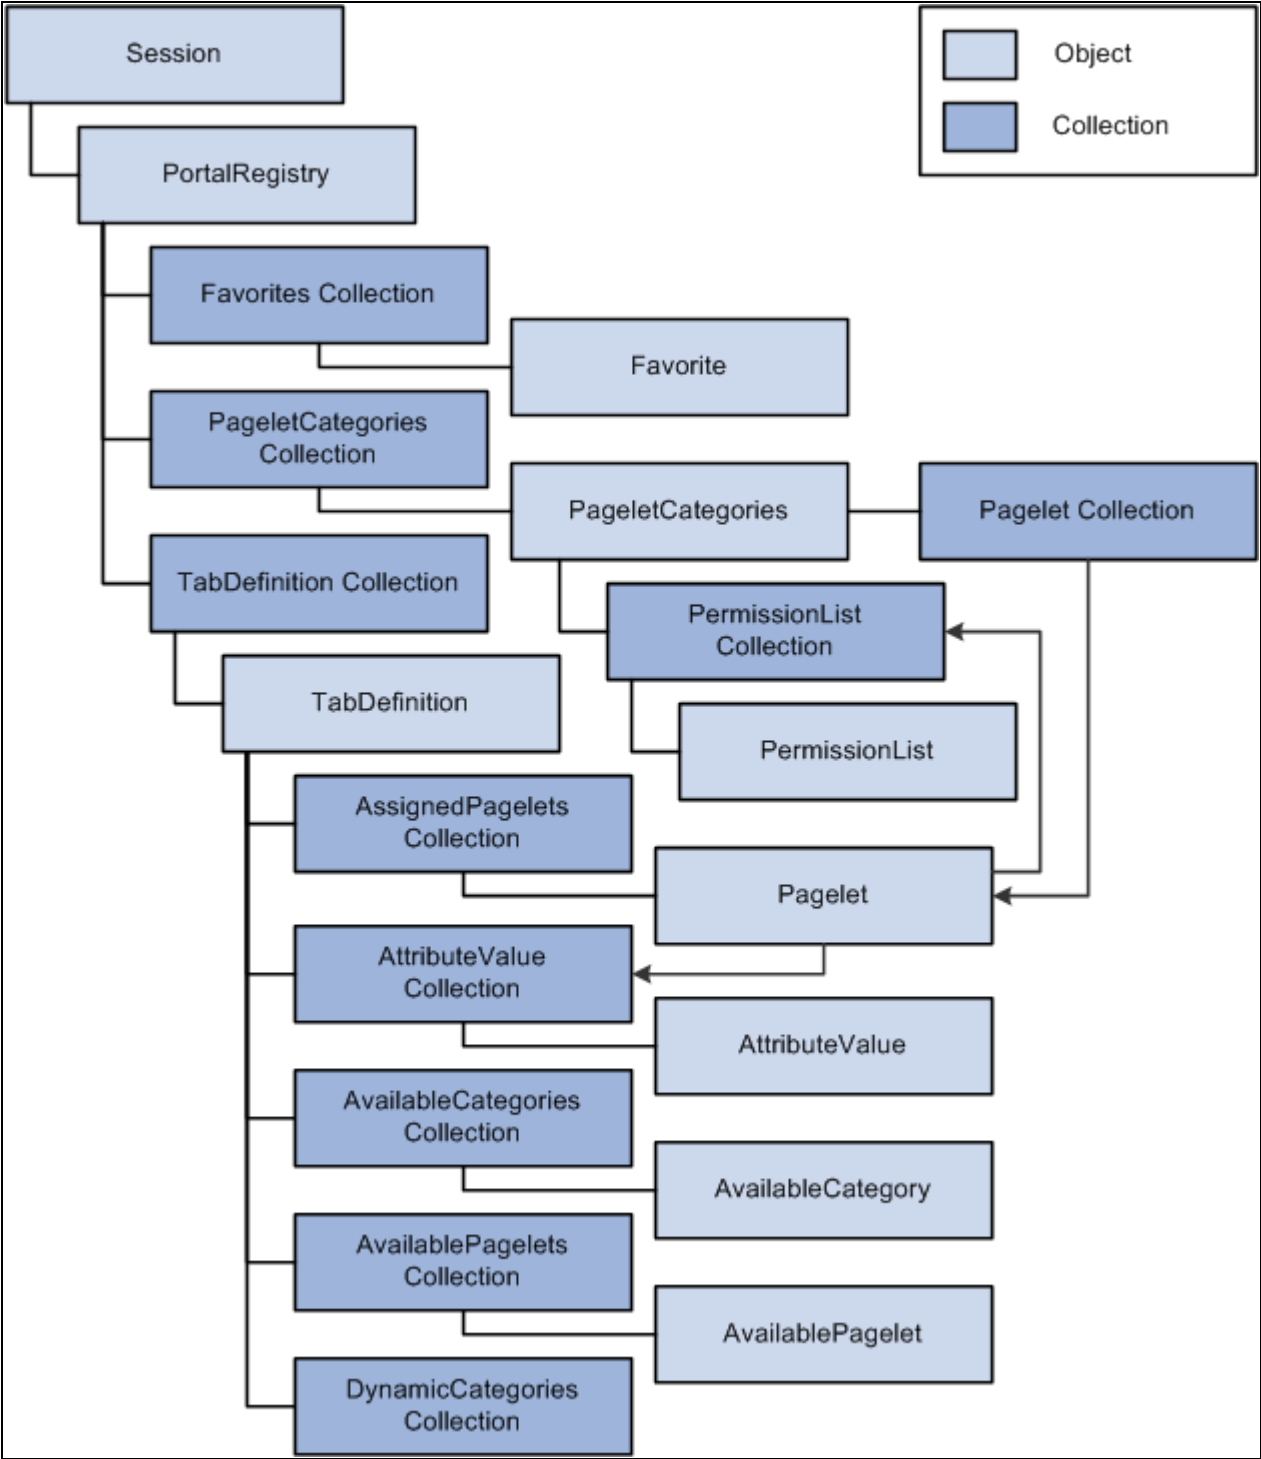 Session
Object
Collection
PortalRegistry
Favorites Collection
Favorite
PageletCategories
Collection
PageletCategories
Pagelet Collection
TabDefinition Collection
PermissionList
Collection
TabDefinition
PermissionList
AssignedPagelets
Collection
Pagelet
AttributeValue
Collection
AttributeValue
AvailableCategories
Collection
AvailableCategory
AvailablePagelets
Collection
AvailablePagelet
DynamicCategories
Collection